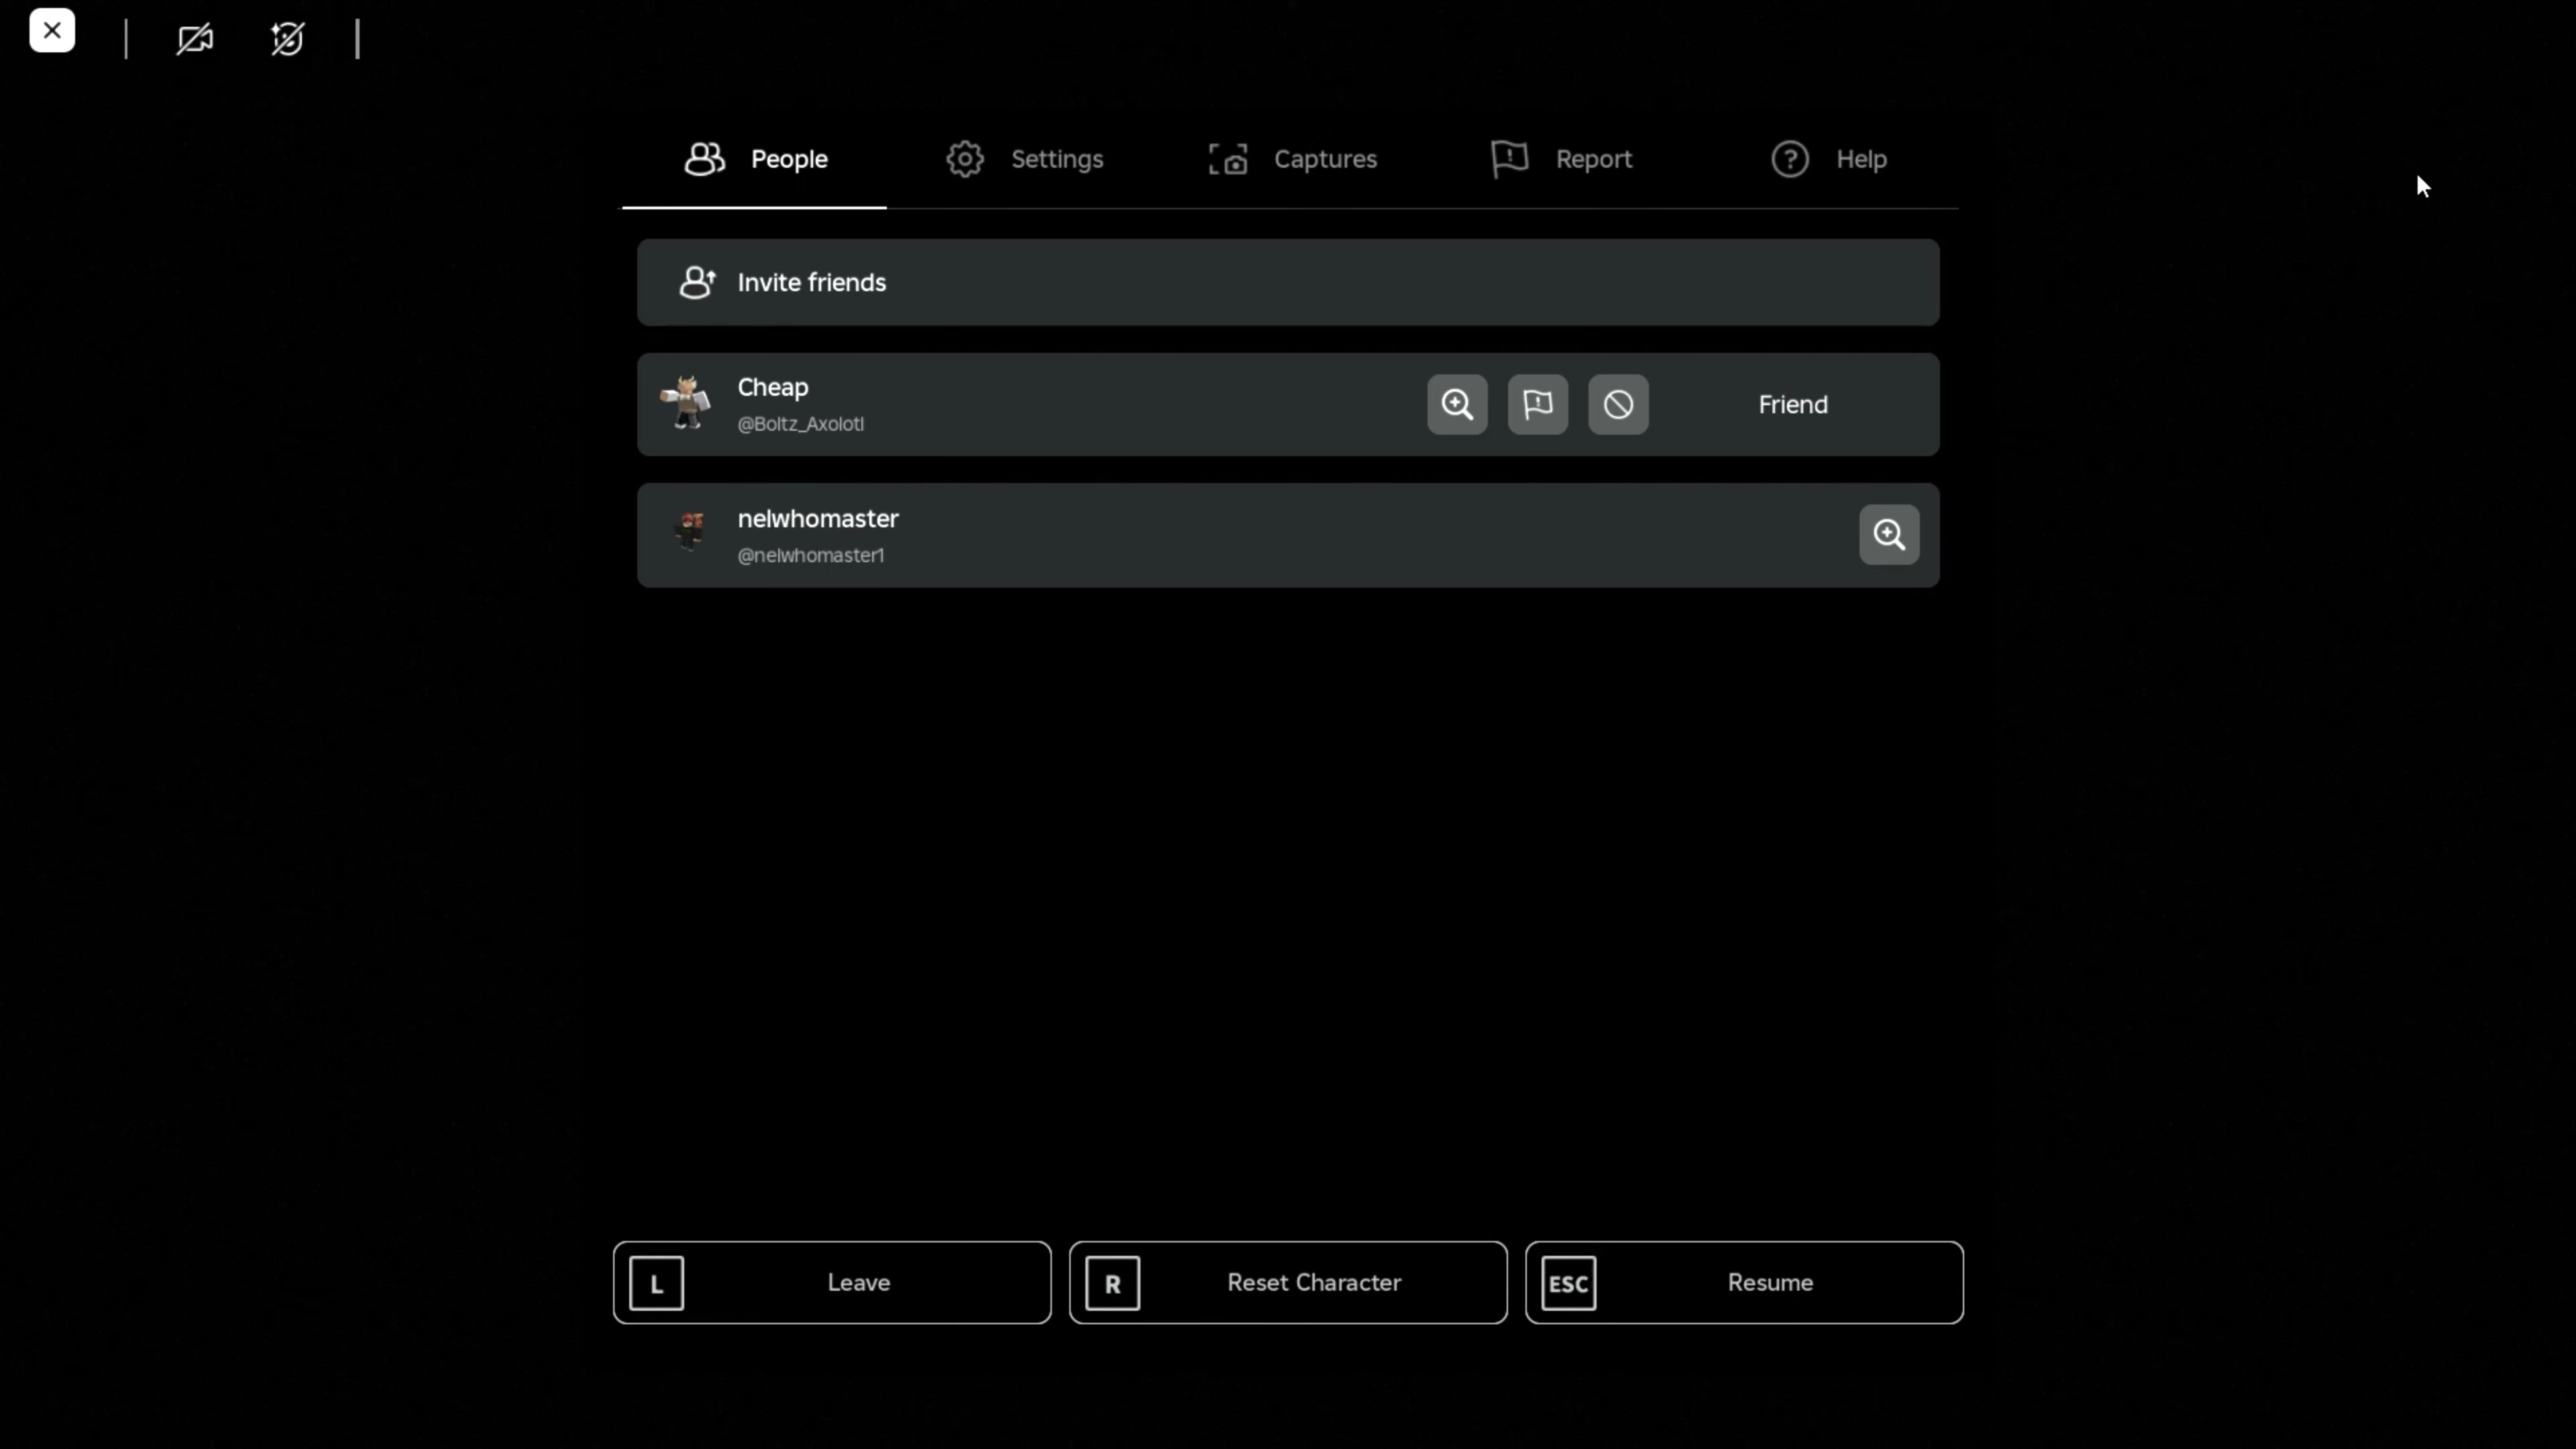 People
Settings
Captures
Report
Help
Invite friends
Cheap
@Boltz_Axolotl
Friend
nelwhomaster
@nelwhomaster1
L Leave
R Reset Character
ESC Resume